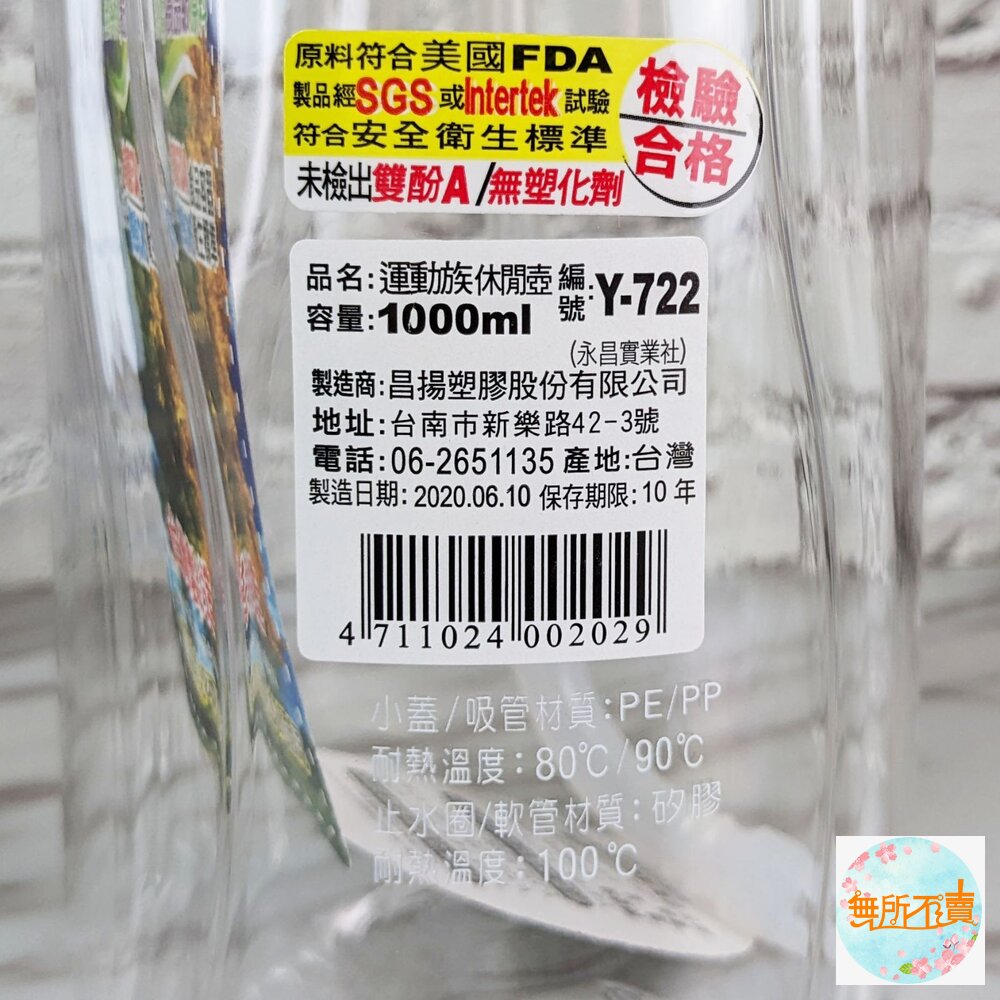 原料符合美國FDA
製品經SGS或Intertek試驗
符合安全衛生標準
未檢出雙酚A/無塑化劑
檢驗
合格
品名:運動族休閒壺 編號:Y-722
容量:1000ml
(永昌實業社)
製造商:昌揚塑膠股份有限公司
地址:台南市新樂路42-3號
電話:06-2651135 產地:台灣
製造日期:2020.06.10 保存期限:10年
4 711024 002029
小蓋/吸管材質:PE/PP
耐熱溫度:80℃/90℃
止水圈/軟管材質:矽膠
耐熱溫度:100℃
無所不賣